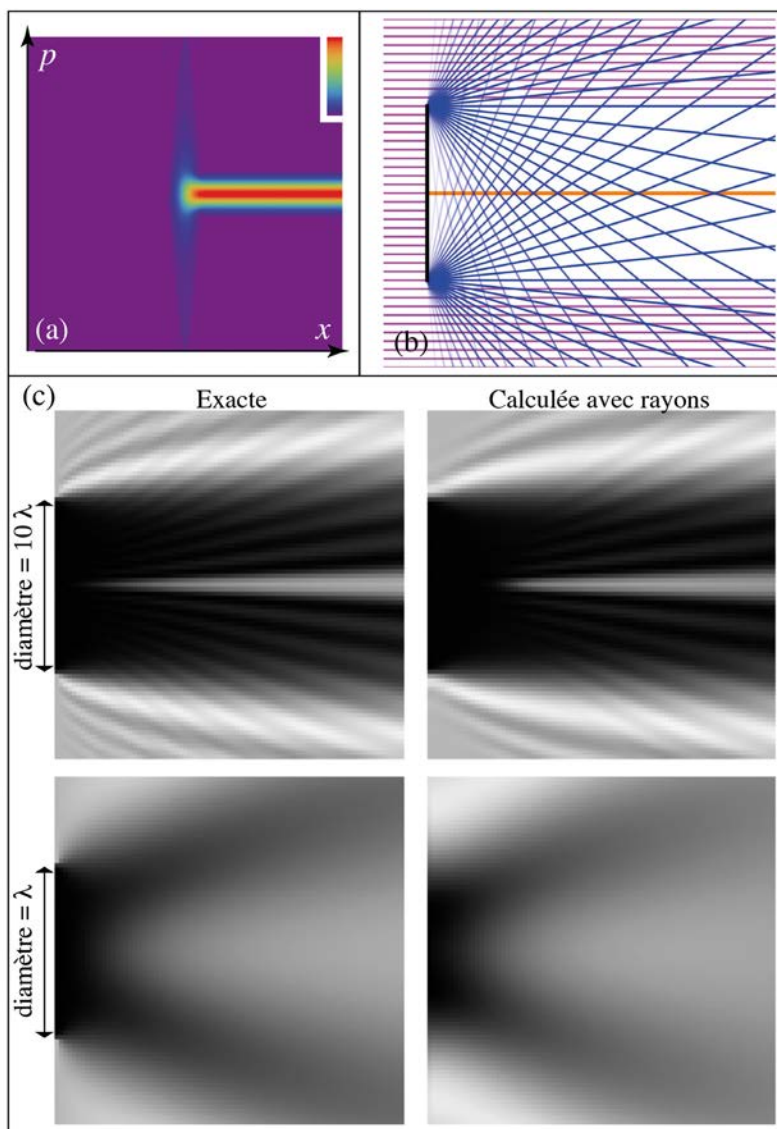 p
(a)
x
(b)
(c)
Exacte
Calculée avec rayons
diamètre = 10 λ
diamètre = λ